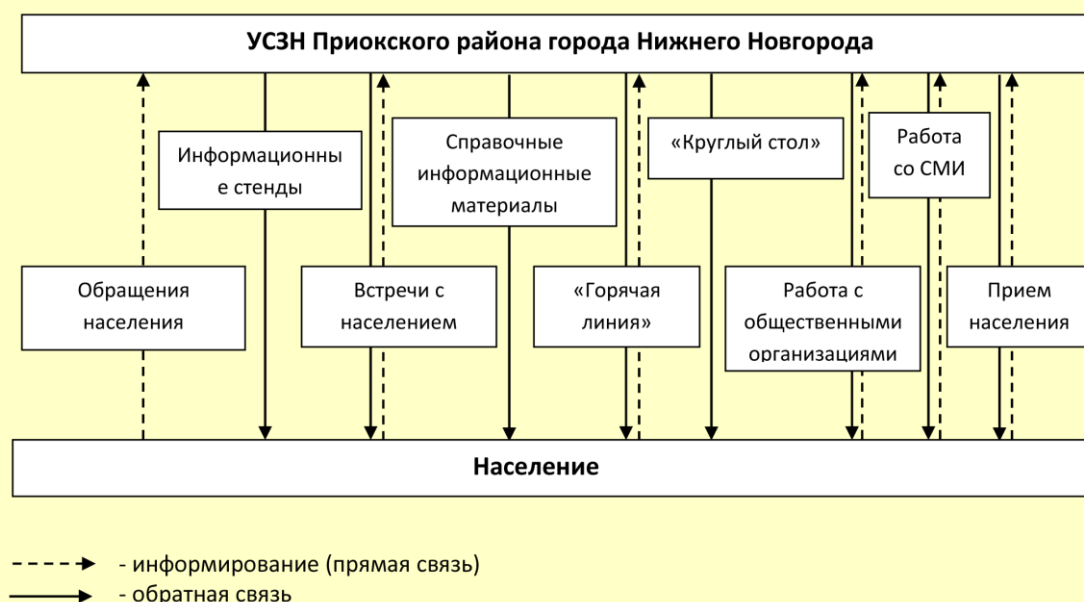 УСЗН Приокского района города Нижнего Новгорода
Информационны
е стенды
Справочные
информационные
материалы
«Круглый стол»
Работа
со СМИ
Обращения
населения
Встречи с
населением
«Горячая
линия»
Работа с
общественными
организациями
Прием
населения
Население
- информирование (прямая связь)
- обратная связь